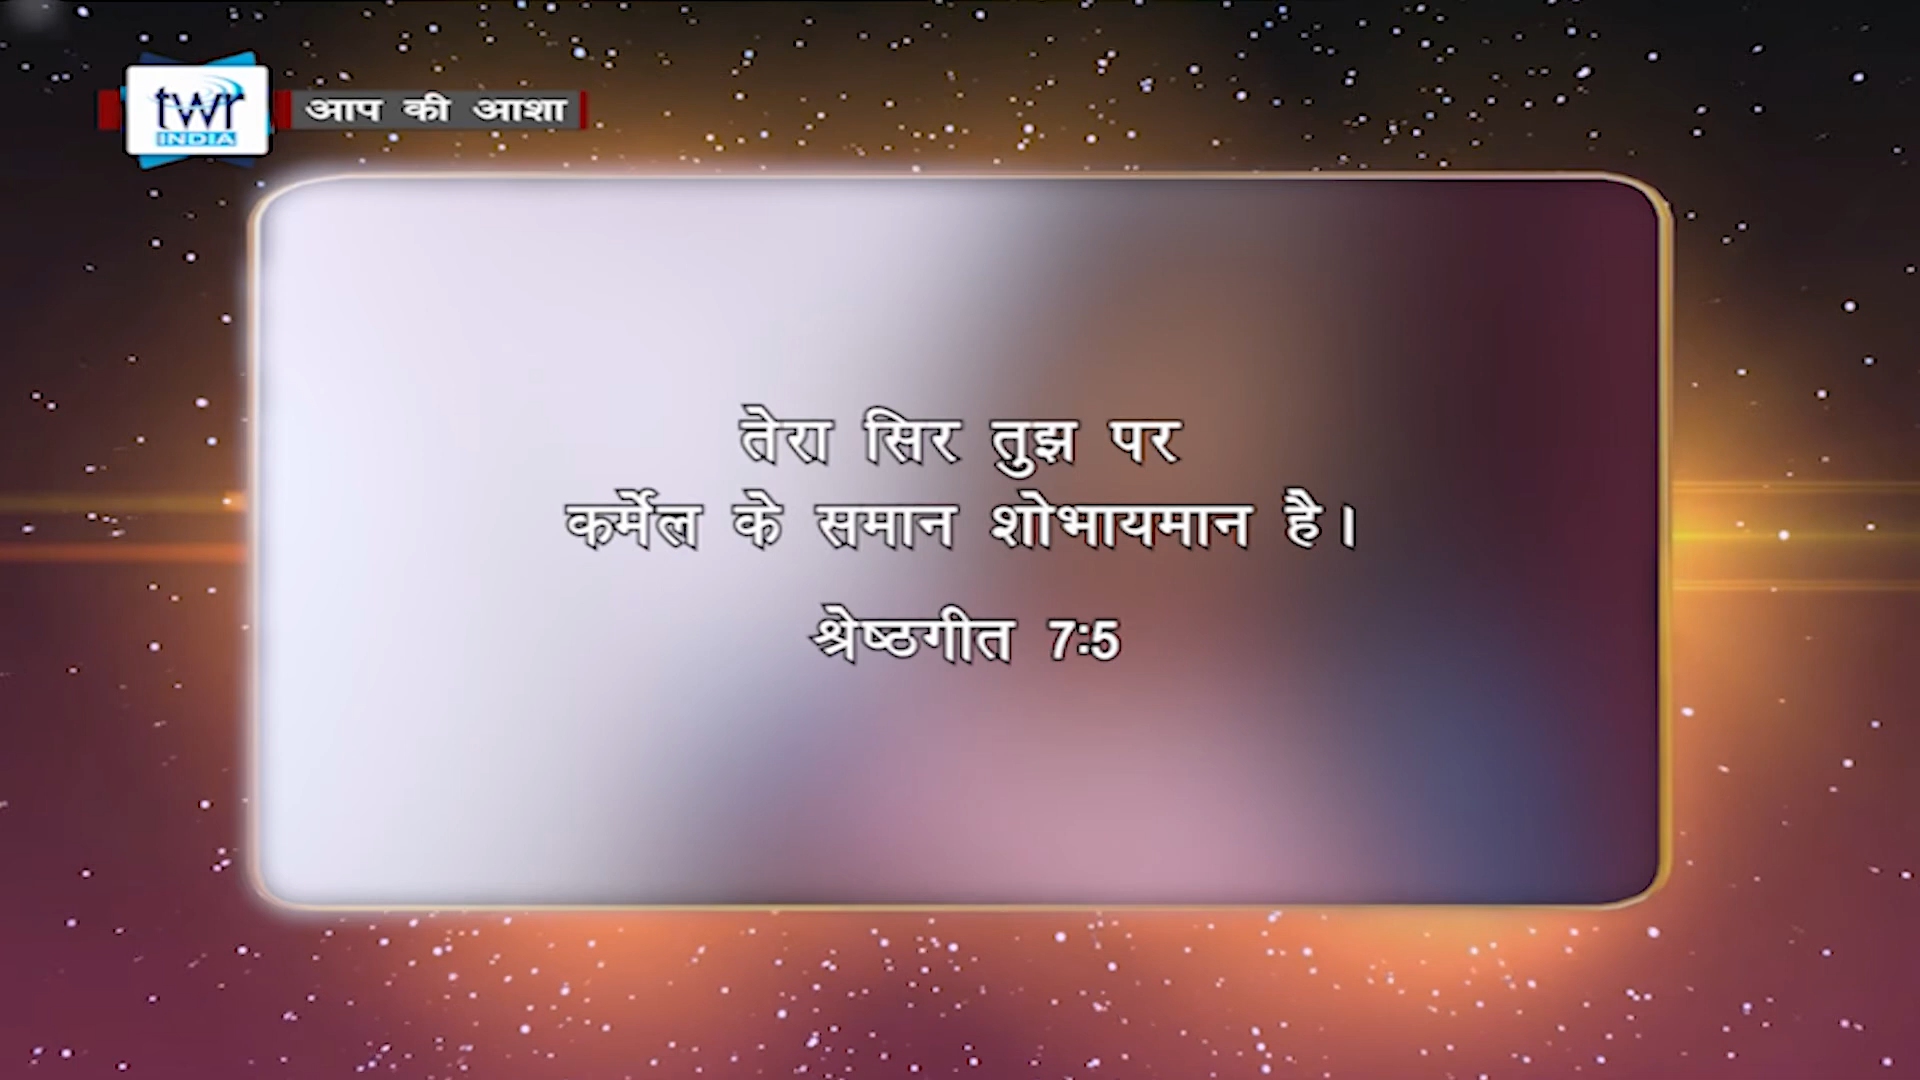 twr
INDIA
आप की आशा
तेरा सिर तुझ पर
कर्मेल के समान शोभायमान है।
श्रेष्ठगीत 7:5